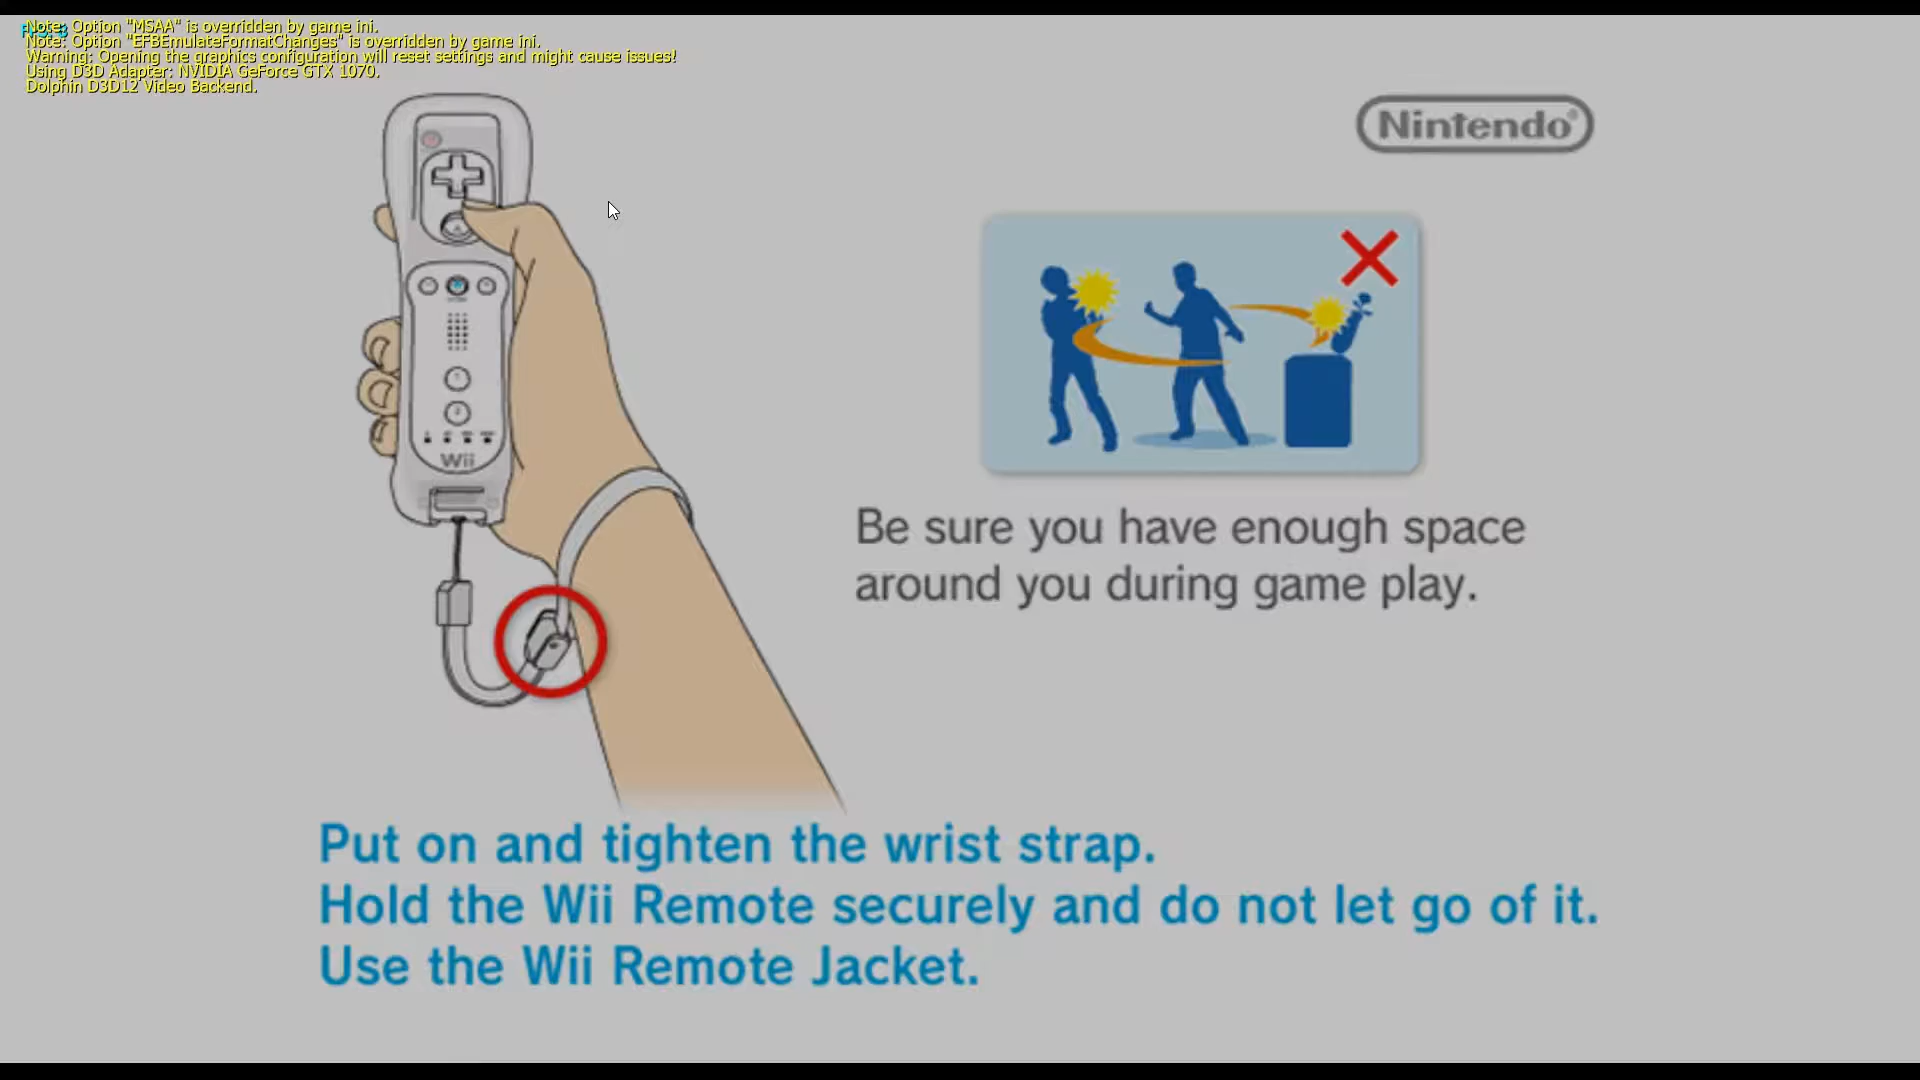 Note: Option "MSAA" is overridden by game ini.
Note: Option "EFBEmulateFormatChanges" is overridden by game ini.
Warning: Opening the graphics configuration will reset settings and might cause issues!
Using D3D Adapter: NVIDIA GeForce GTX 1070.
Dolphin D3D12 Video Backend.
Nintendo®
Wii
Be sure you have enough space
around you during game play.
Put on and tighten the wrist strap.
Hold the Wii Remote securely and do not let go of it.
Use the Wii Remote Jacket.